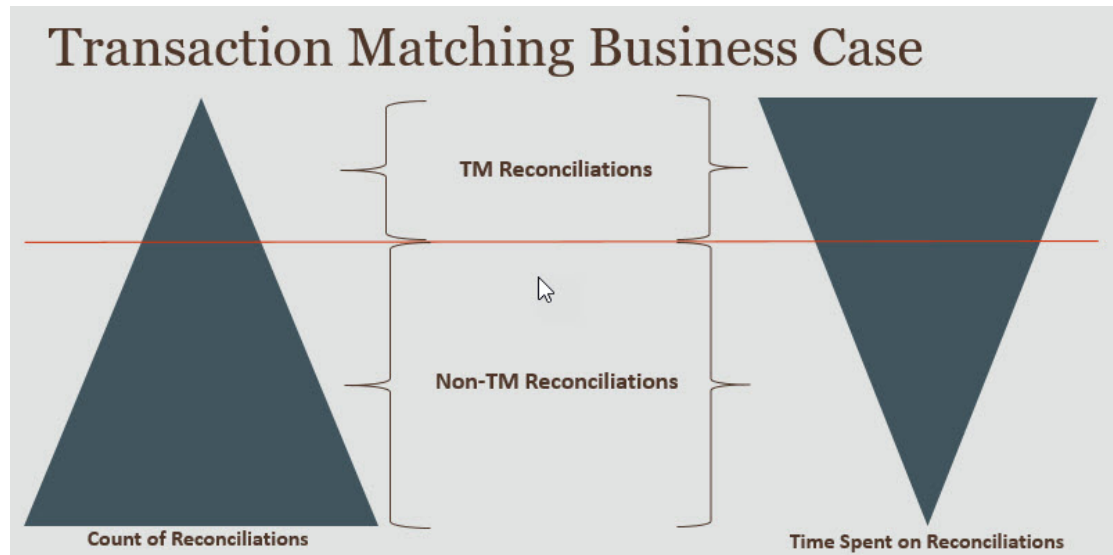 Transaction Matching Business Case
TM Reconciliations
Non-TM Reconciliations
Count of Reconciliations
Time Spent on Reconciliations